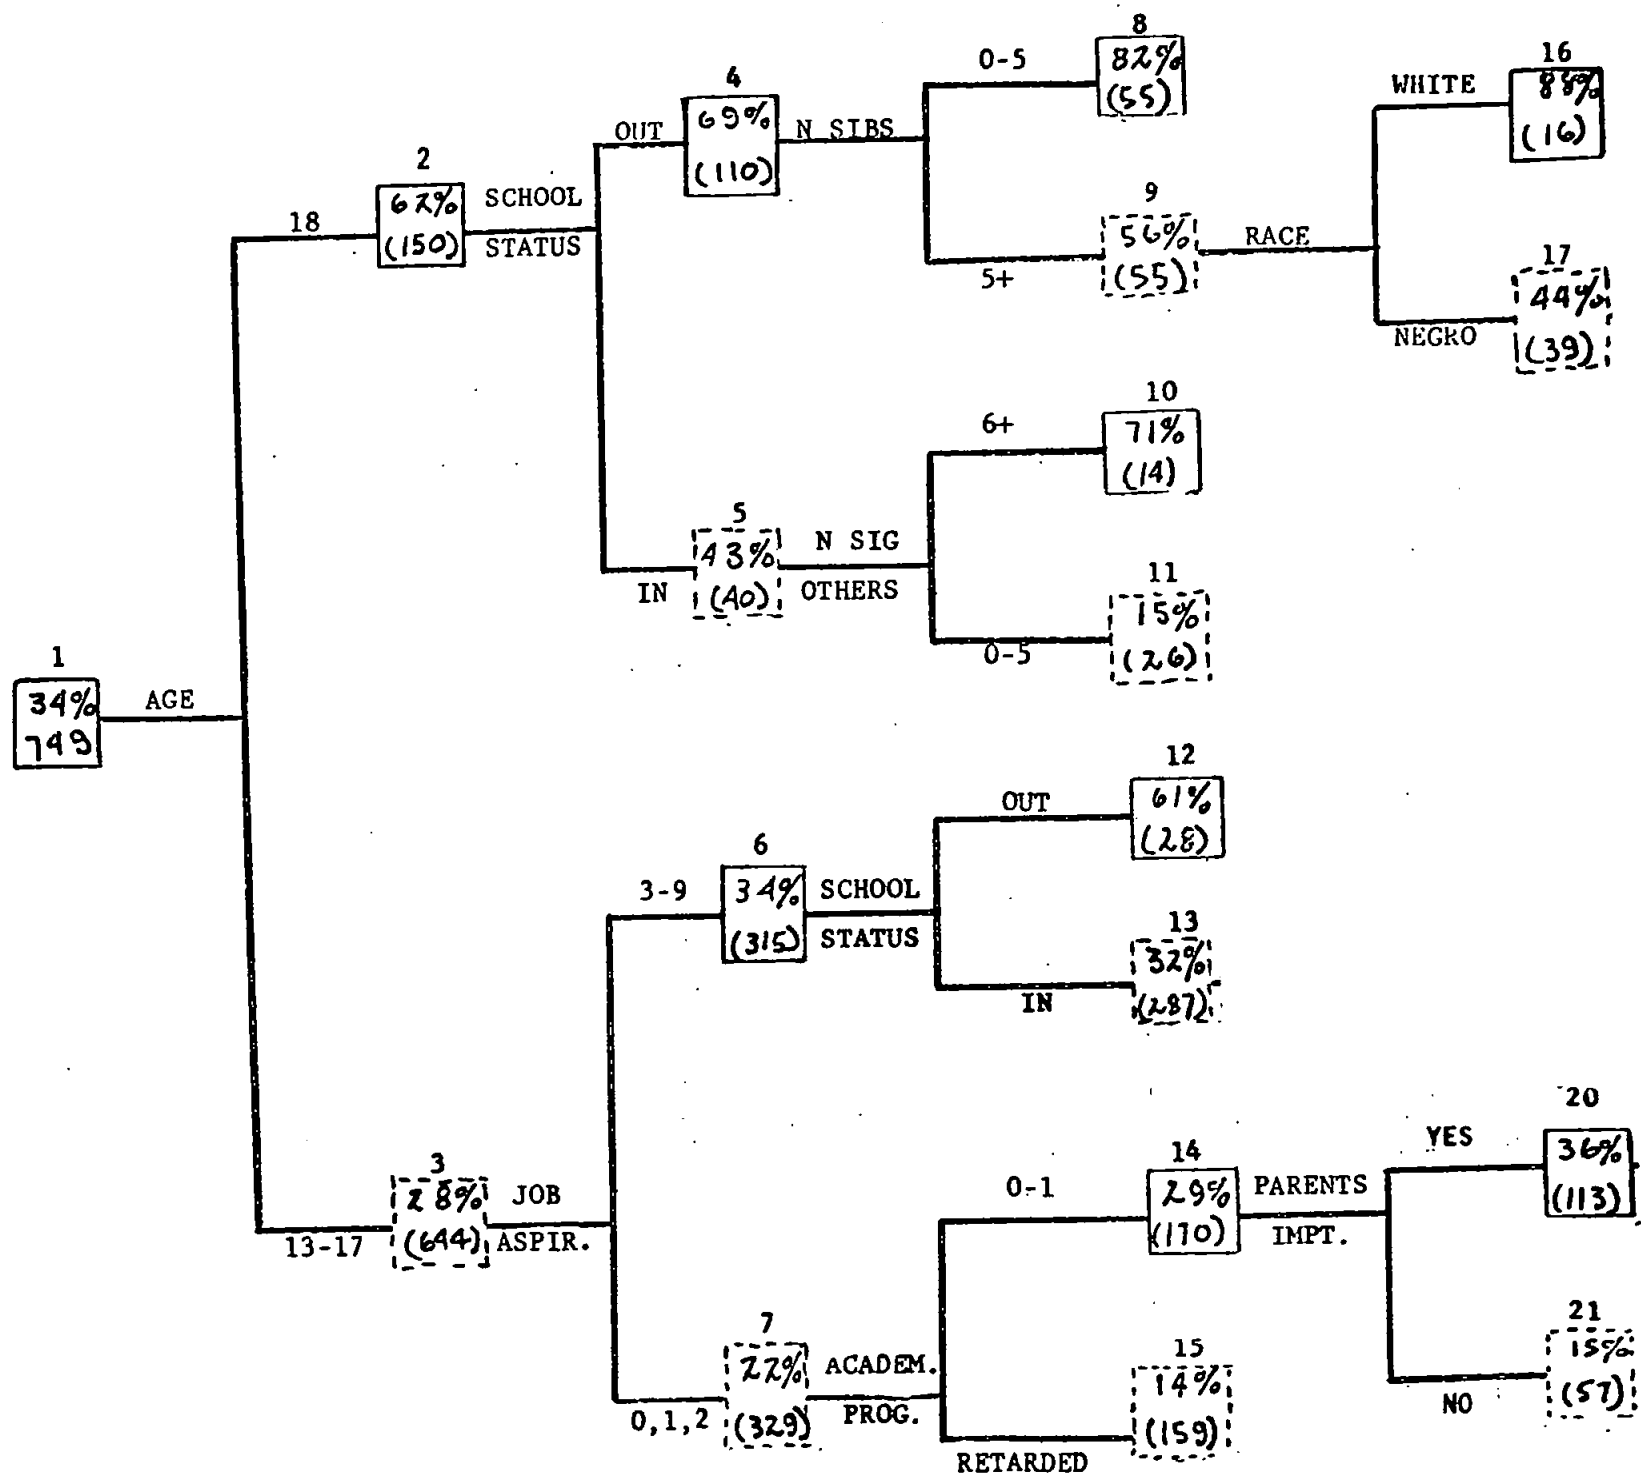 8
82%
(55)
0-5
16
88%
(16)
WHITE
4
69%
(110)
OUT
N SIBS
2
62%
(150)
18
SCHOOL
STATUS
9
56%
(55)
5+
RACE
17
44%
(39)
NEGRO
10
71%
(14)
6+
5
43%
(40)
IN
N SIG
OTHERS
11
15%
(26)
0-5
1
34%
749
AGE
12
61%
(28)
OUT
6
34%
(315)
3-9
SCHOOL
STATUS
13
32%
(287)
IN
3
28%
(644)
13-17
JOB
ASPIR.
14
29%
(170)
0-1
PARENTS
IMPT.
20
36%
(113)
YES
7
22%
(329)
0,1,2
ACADEM.
PROG.
15
14%
(159)
RETARDED
21
15%
(57)
NO